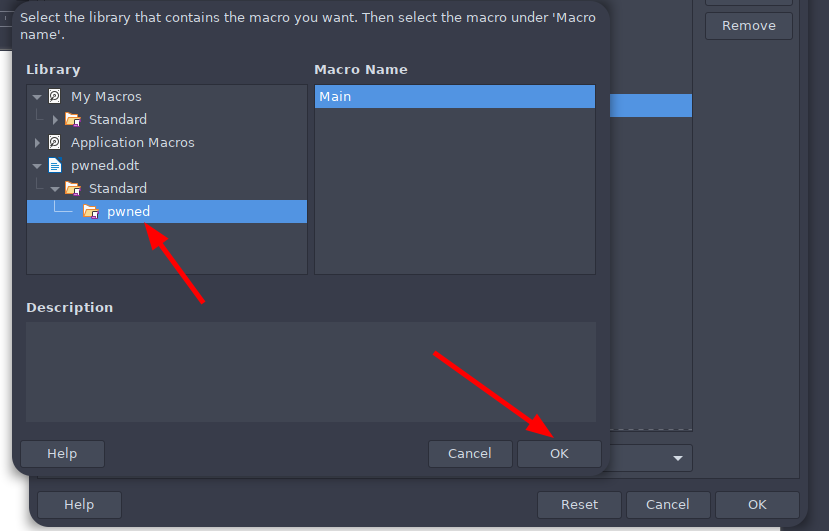 Select the library that contains the macro you want. Then select the macro under 'Macro
name'.
Remove
Library
Macro Name
My Macros
Main
Standard
Application Macros
pwned.odt
Standard
pwned
Description
Help
Cancel
OK
Help
Reset
Cancel
OK